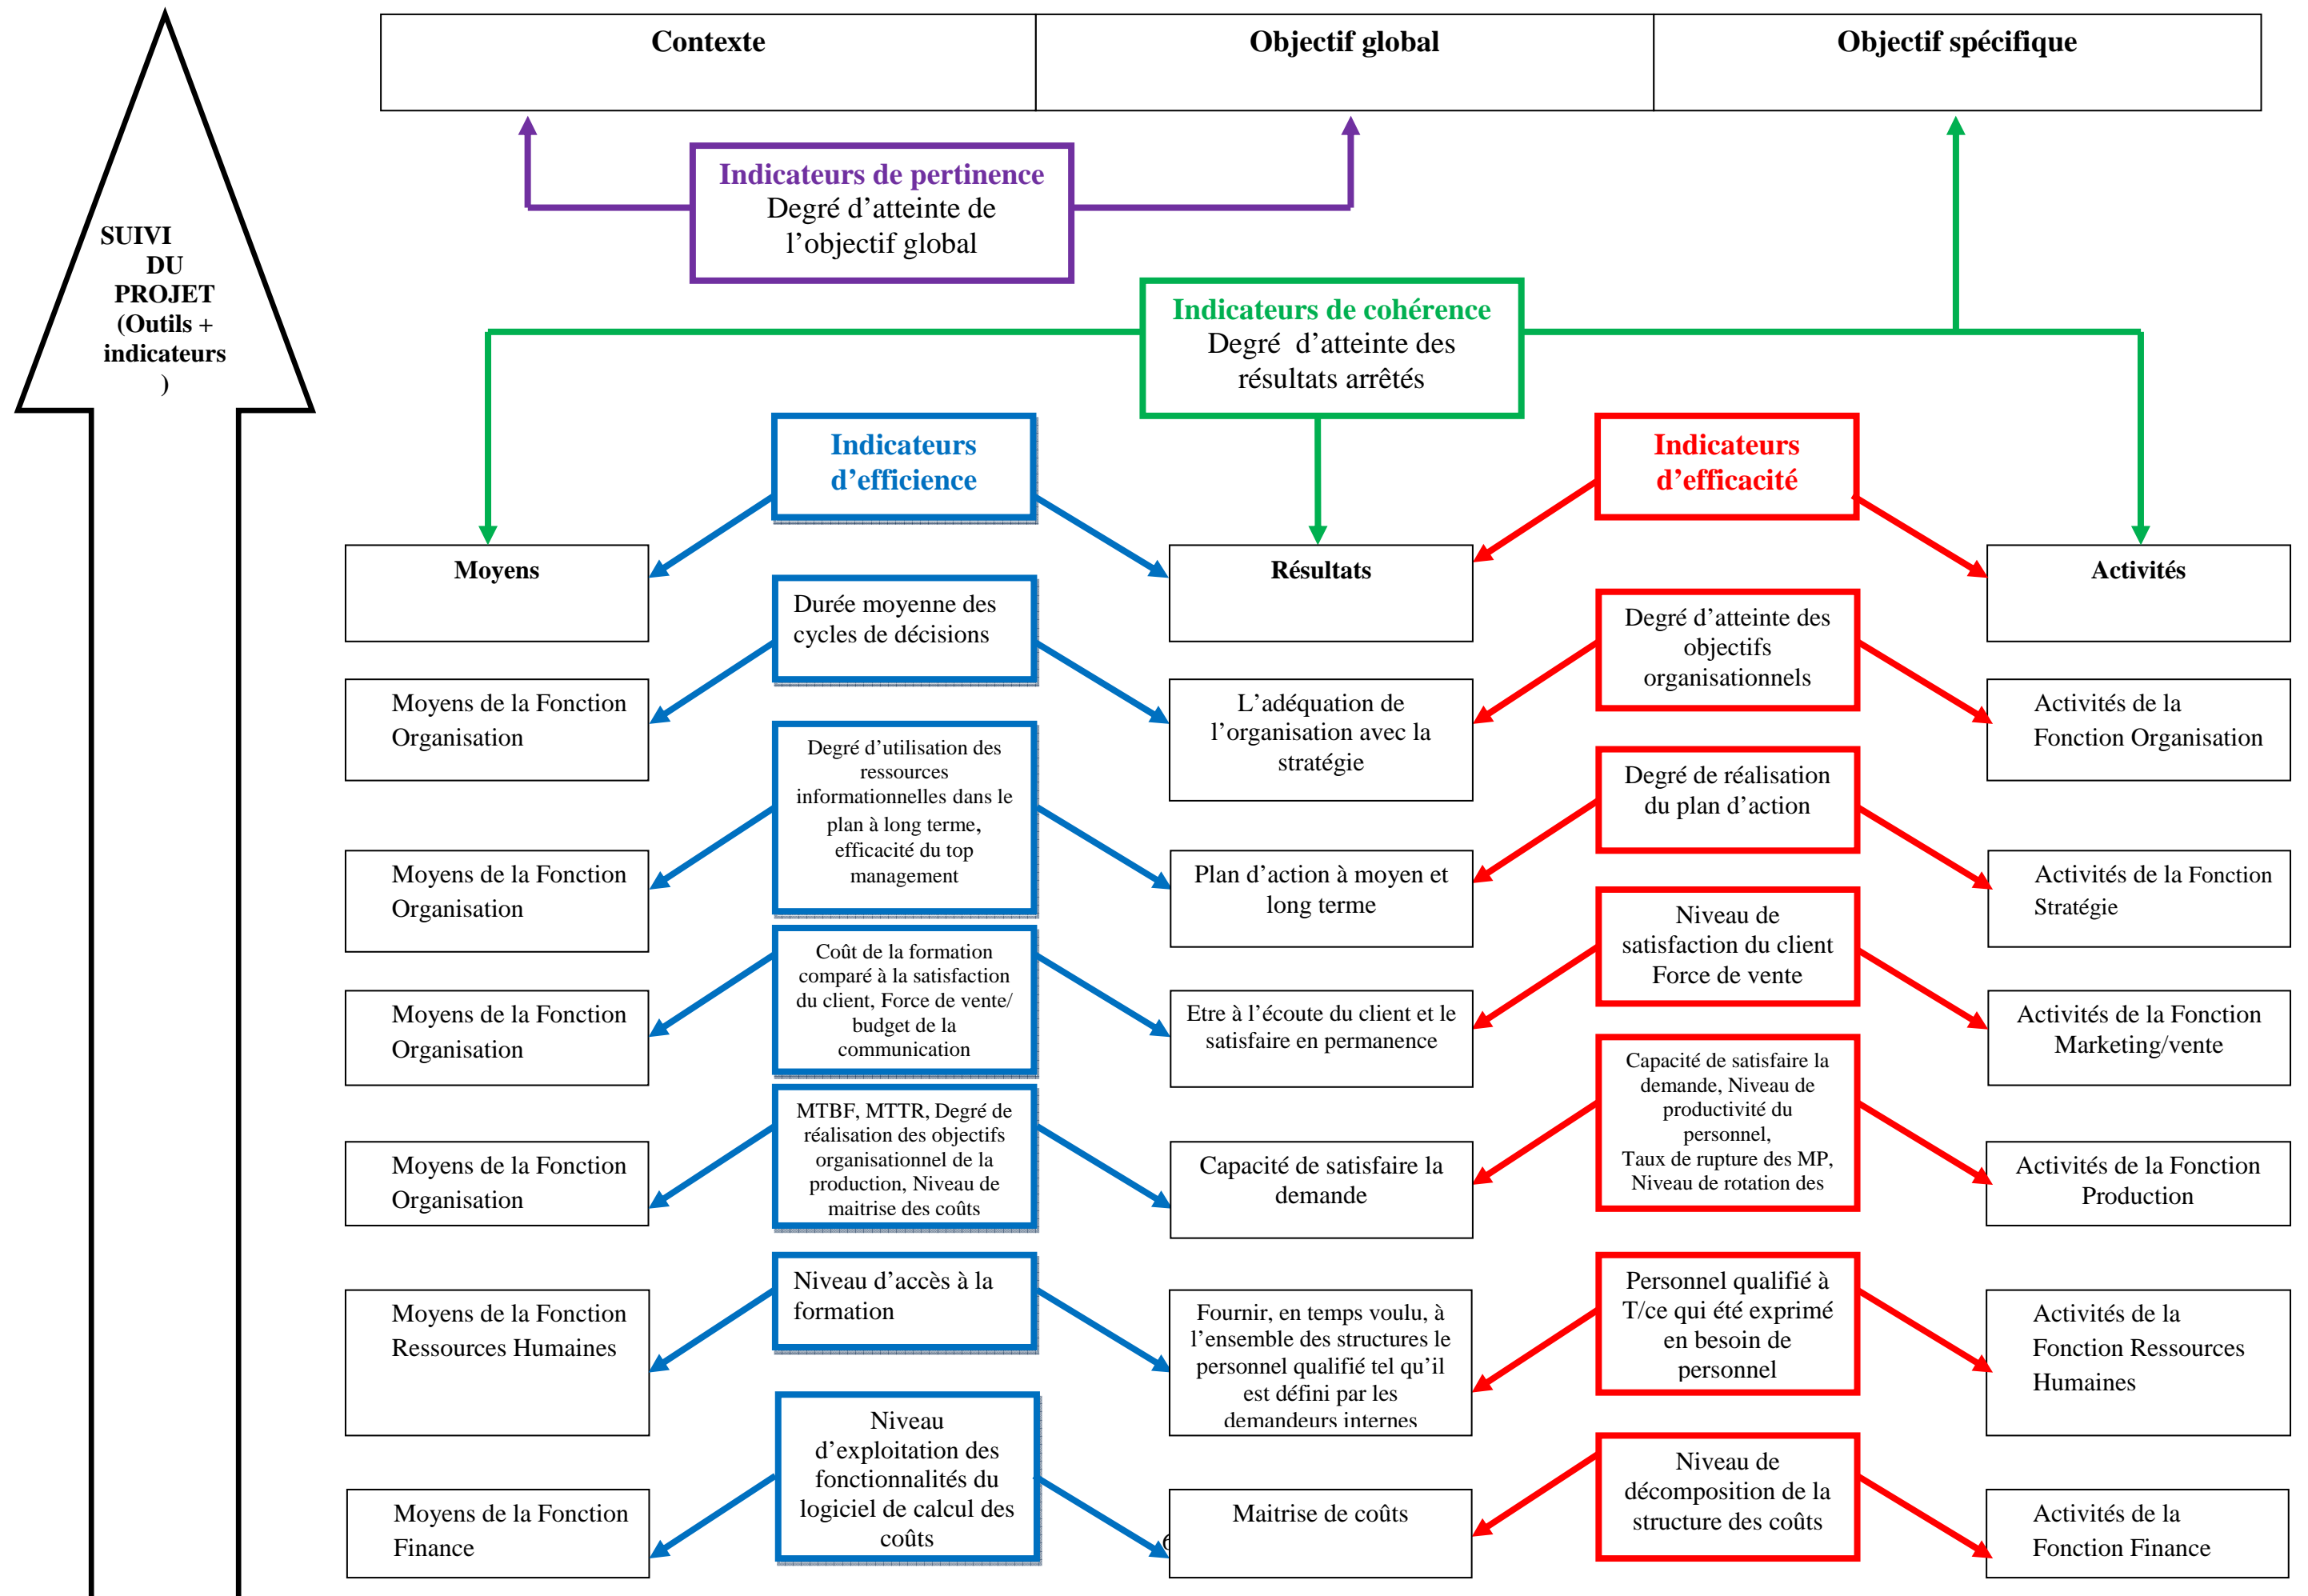 Contexte
Objectif global
Objectif spécifique
SUIVI
DU
PROJET
(Outils +
indicateurs
)
Indicateurs de pertinence
Degré d’atteinte de
l’objectif global
Indicateurs de cohérence
Degré d’atteinte des
résultats arrêtés
Indicateurs
d’efficience
Indicateurs
d’efficacité
Moyens
Résultats
Activités
Durée moyenne des
cycles de décisions
Degré d’atteinte des
objectifs
organisationnels
Moyens de la Fonction
Organisation
L’adéquation de
l’organisation avec la
stratégie
Activités de la
Fonction Organisation
Degré d’utilisation des
ressources
informationnelles dans le
plan à long terme,
efficacité du top
management
Degré de réalisation
du plan d’action
Moyens de la Fonction
Organisation
Plan d’action à moyen et
long terme
Activités de la Fonction
Stratégie
Coût de la formation
comparé à la satisfaction
du client, Force de vente/
budget de la
communication
Niveau de
satisfaction du client
Force de vente
Moyens de la Fonction
Organisation
Etre à l’écoute du client et le
satisfaire en permanence
Activités de la Fonction
Marketing/vente
MTBF, MTTR, Degré de
réalisation des objectifs
organisationnel de la
production, Niveau de
maitrise des coûts
Capacité de satisfaire la
demande, Niveau de
productivité du
personnel,
Taux de rupture des MP,
Niveau de rotation des
Moyens de la Fonction
Organisation
Capacité de satisfaire la
demande
Activités de la Fonction
Production
Niveau d’accès à la
formation
Personnel qualifié à
T/ce qui été exprimé
en besoin de
personnel
Moyens de la Fonction
Ressources Humaines
Fournir, en temps voulu, à
l’ensemble des structures le
personnel qualifié tel qu’il
est défini par les
demandeurs internes
Activités de la
Fonction Ressources
Humaines
Niveau
d’exploitation des
fonctionnalités du
logiciel de calcul des
coûts
Niveau de
décomposition de la
structure des coûts
Moyens de la Fonction
Finance
Maitrise de coûts
Activités de la
Fonction Finance